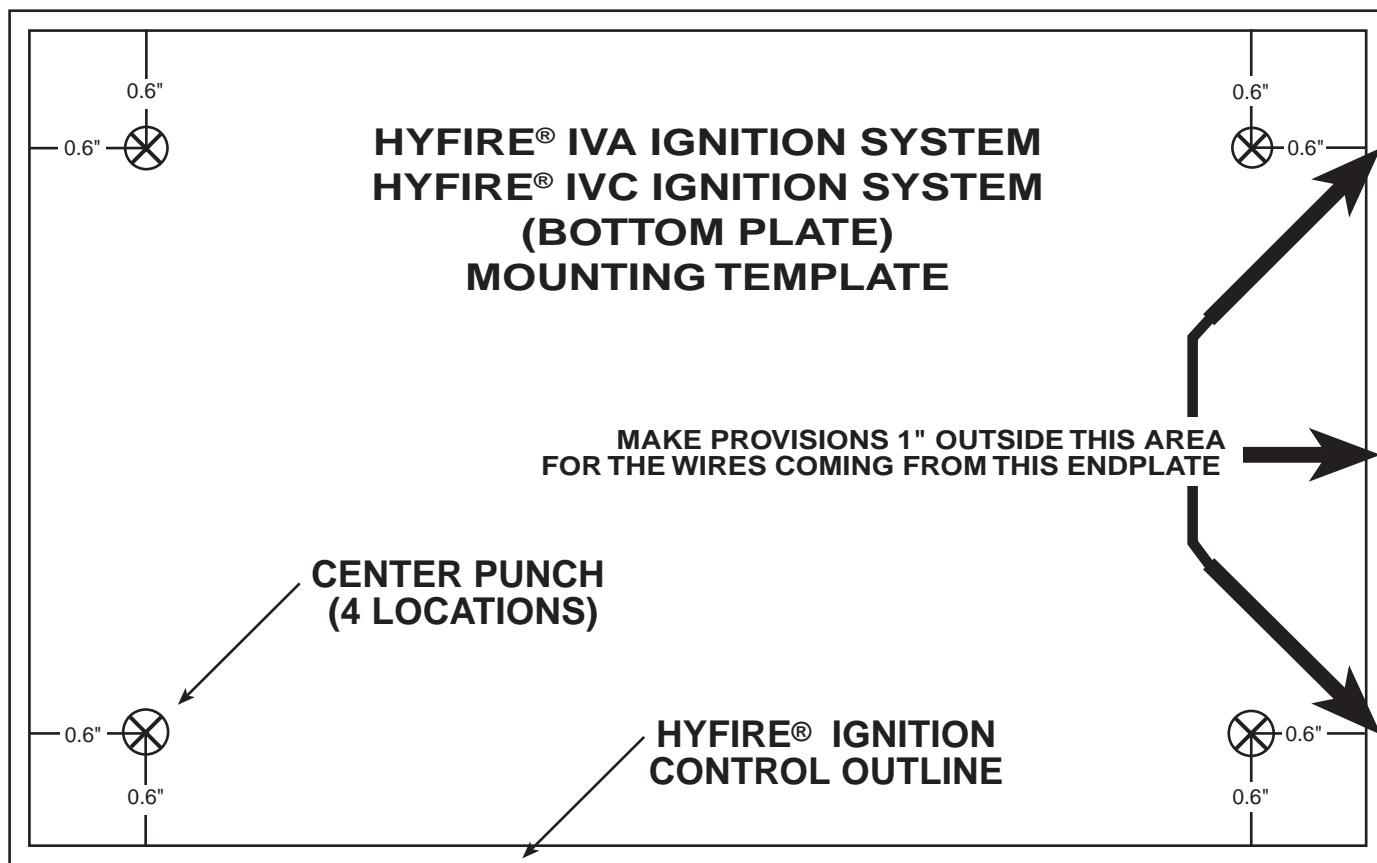 0.6"
0.6"
0.6"
0.6"
HYFIRE® IVA IGNITION SYSTEM
HYFIRE® IVC IGNITION SYSTEM
(BOTTOM PLATE)
MOUNTING TEMPLATE
MAKE PROVISIONS 1" OUTSIDE THIS AREA
FOR THE WIRES COMING FROM THIS ENDPLATE
CENTER PUNCH
(4 LOCATIONS)
HYFIRE® IGNITION
CONTROL OUTLINE
0.6"
0.6"
0.6"
0.6"